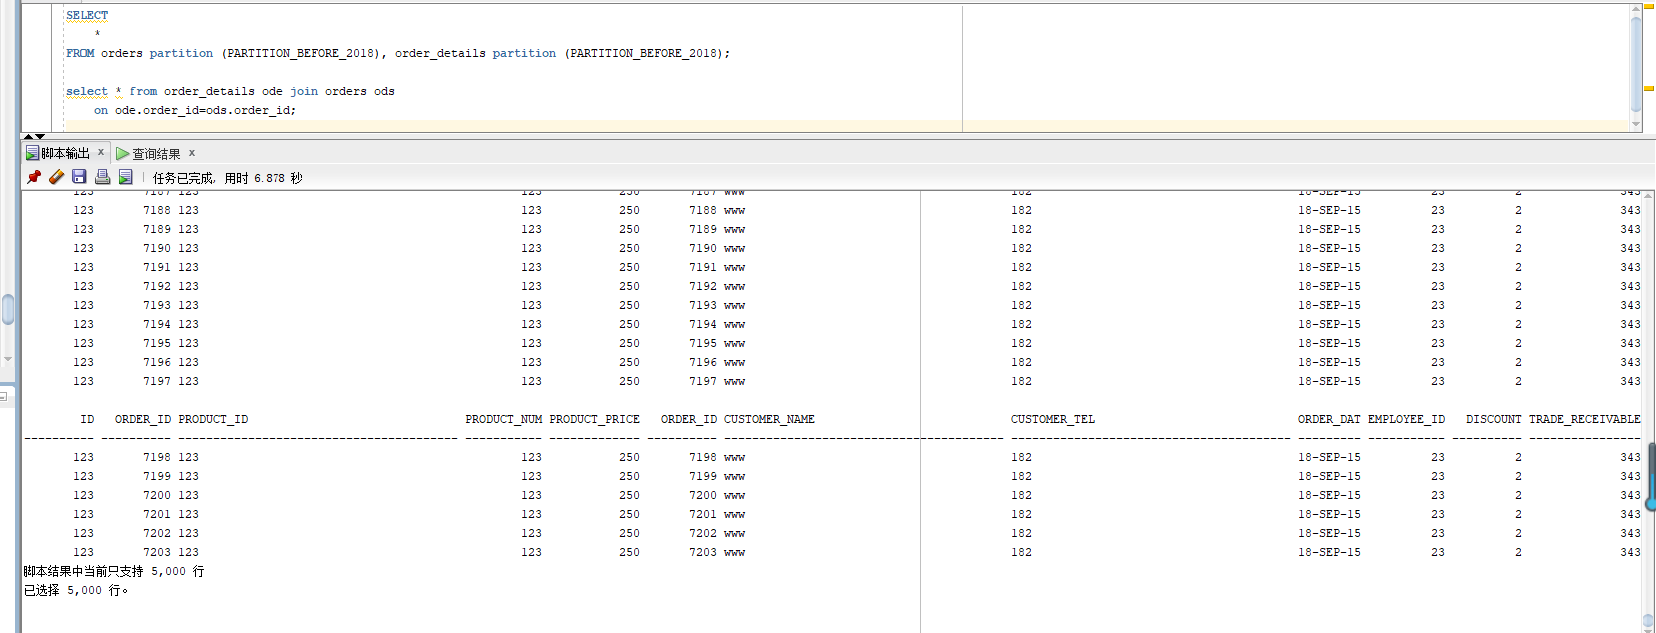 SELECT
*
FROM orders partition (PARTITION_BEFORE_2018), order_details partition (PARTITION_BEFORE_2018);
select * from order_details ode join orders ods
on ode.order_id=ods.order_id;
脚本输出 x 查询结果 x
任务已完成, 用时 6.878 秒
123 7187 123 123 250 7187 www 182 18-SEP-15 23 2 343
123 7188 123 123 250 7188 www 182 18-SEP-15 23 2 343
123 7189 123 123 250 7189 www 182 18-SEP-15 23 2 343
123 7190 123 123 250 7190 www 182 18-SEP-15 23 2 343
123 7191 123 123 250 7191 www 182 18-SEP-15 23 2 343
123 7192 123 123 250 7192 www 182 18-SEP-15 23 2 343
123 7193 123 123 250 7193 www 182 18-SEP-15 23 2 343
123 7194 123 123 250 7194 www 182 18-SEP-15 23 2 343
123 7195 123 123 250 7195 www 182 18-SEP-15 23 2 343
123 7196 123 123 250 7196 www 182 18-SEP-15 23 2 343
123 7197 123 123 250 7197 www 182 18-SEP-15 23 2 343
ID ORDER_ID PRODUCT_ID PRODUCT_NUM PRODUCT_PRICE ORDER_ID CUSTOMER_NAME CUSTOMER_TEL ORDER_DAT EMPLOYEE_ID DISCOUNT TRADE_RECEIVABLE
123 7198 123 123 250 7198 www 182 18-SEP-15 23 2 343
123 7199 123 123 250 7199 www 182 18-SEP-15 23 2 343
123 7200 123 123 250 7200 www 182 18-SEP-15 23 2 343
123 7201 123 123 250 7201 www 182 18-SEP-15 23 2 343
123 7202 123 123 250 7202 www 182 18-SEP-15 23 2 343
123 7203 123 123 250 7203 www 182 18-SEP-15 23 2 343
脚本结果中当前只支持 5,000 行
已选择 5,000 行。